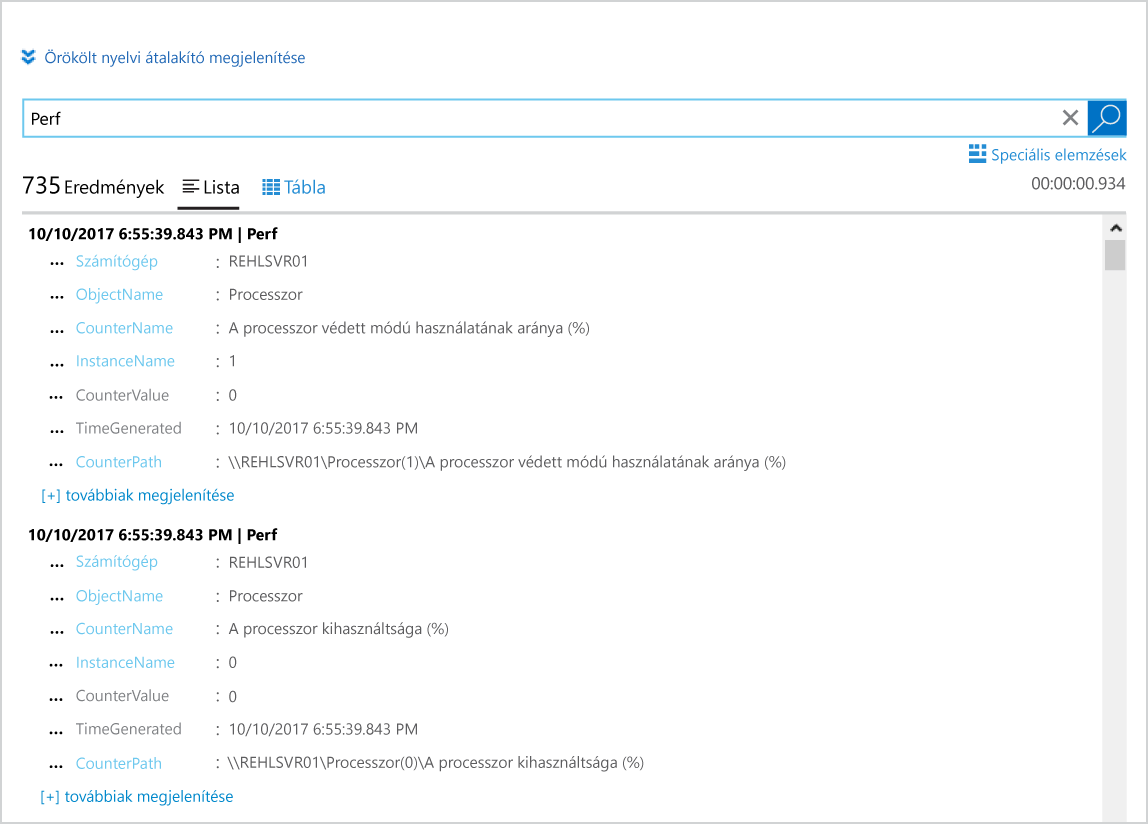 Örökölt nyelvi átalakító megjelenítése
Perf
Speciális elemzések
735 Eredmények Lista Tábla 00:00:00.934
10/10/2017 6:55:39.843 PM | Perf
... Számítógép : REHLSVR01
... ObjectName : Processzor
... CounterName : A processzor védett módú használatának aránya (%)
... InstanceName : 1
... CounterValue : 0
... TimeGenerated : 10/10/2017 6:55:39.843 PM
... CounterPath : \\REHLSVR01\Processzor(1)\A processzor védett módú használatának aránya (%)
[+] továbbiak megjelenítése
10/10/2017 6:55:39.843 PM | Perf
... Számítógép : REHLSVR01
... ObjectName : Processzor
... CounterName : A processzor kihasználtsága (%)
... InstanceName : 0
... CounterValue : 0
... TimeGenerated : 10/10/2017 6:55:39.843 PM
... CounterPath : \\REHLSVR01\Processzor(0)\A processzor kihasználtsága (%)
[+] továbbiak megjelenítése